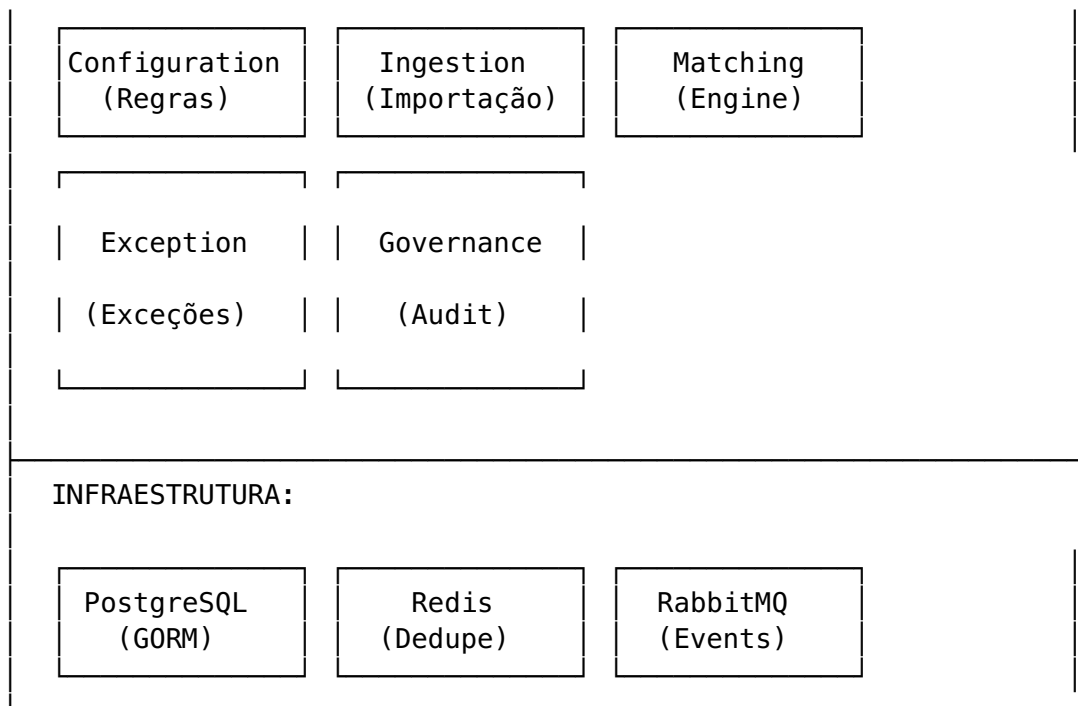 Configuration Ingestion Matching
(Regras) (Importação) (Engine)
Exception Governance
(Exceções) (Audit)
INFRAESTRUTURA:
PostgreSQL Redis RabbitMQ
(GORM) (Dedupe) (Events)